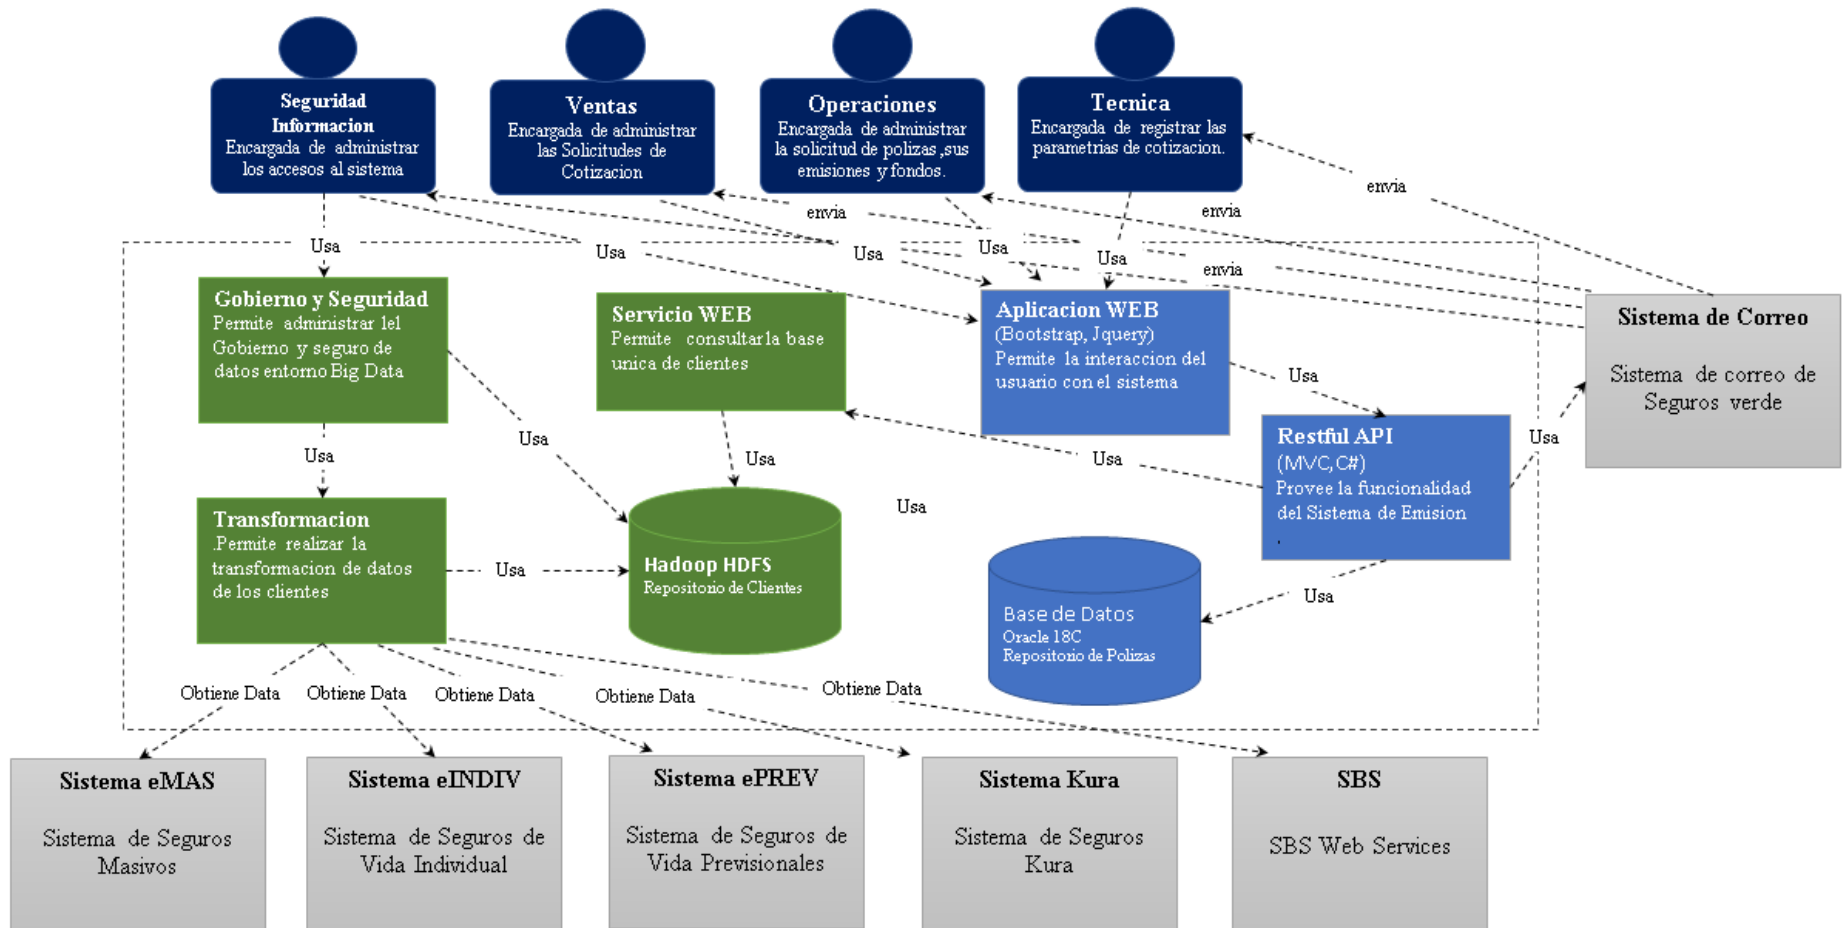 Seguridad
Informacion
Encargada de administrar
los accesos al sistema
Ventas
Encargada de administrar
las Solicitudes de
Cotizacion
Operaciones
Encargada de administrar
la solicitud de polizas ,sus
emisiones y fondos.
Tecnica
Encargada de registrar las
parametrias de cotizacion.
envia
envia
envia
envia
Usa
Usa
Usa
Usa
Usa
Gobierno y Seguridad
Permite administrar lel
Gobierno y seguro de
datos entorno Big Data
Servicio WEB
Permite consultar la base
unica de clientes
Aplicacion WEB
(Bootstrap, Jquery)
Permite la interaccion del
usuario con el sistema
Sistema de Correo
Sistema de correo de
Seguros verde
Usa
Restful API
(MVC,C#)
Provee la funcionalidad
del Sistema de Emision
.
Usa
Usa
Usa
Usa
Usa
Usa
Transformacion
.Permite realizar la
transformacion de datos
de los clientes
Usa
Hadoop HDFS
Repositorio de Clientes
Base de Datos
Oracle 18C
Repositorio de Polizas
Usa
Obtiene Data
Obtiene Data
Obtiene Data
Obtiene Data
Obtiene Data
Sistema eMAS
Sistema de Seguros
Masivos
Sistema eINDIV
Sistema de Seguros de
Vida Individual
Sistema ePREV
Sistema de Seguros de
Vida Previsionales
Sistema Kura
Sistema de Seguros
Kura
SBS
SBS Web Services